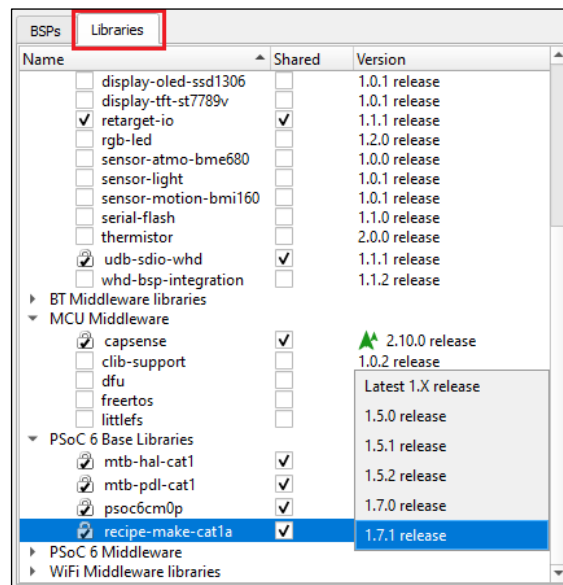 BSPs Libraries
Name Shared Version
display-oled-ssd1306 1.0.1 release
display-tft-st7789v 1.0.1 release
retarget-io 1.1.1 release
rgb-led 1.2.0 release
sensor-atmo-bme680 1.0.0 release
sensor-light 1.0.1 release
sensor-motion-bmi160 1.0.1 release
serial-flash 1.1.0 release
thermistor 2.0.0 release
udb-sdio-whd 1.1.1 release
whd-bsp-integration 1.1.2 release
BT Middleware libraries
MCU Middleware
capsense 2.10.0 release
clib-support 1.0.2 release
dfu
Latest 1.X release
freertos
1.5.0 release
littlefs
PSoC 6 Base Libraries
1.5.1 release
mtb-hal-cat1
1.5.2 release
mtb-pdl-cat1
psoc6cm0p 1.7.0 release
recipe-make-cat1a 1.7.1 release
PSoC 6 Middleware
WiFi Middleware libraries